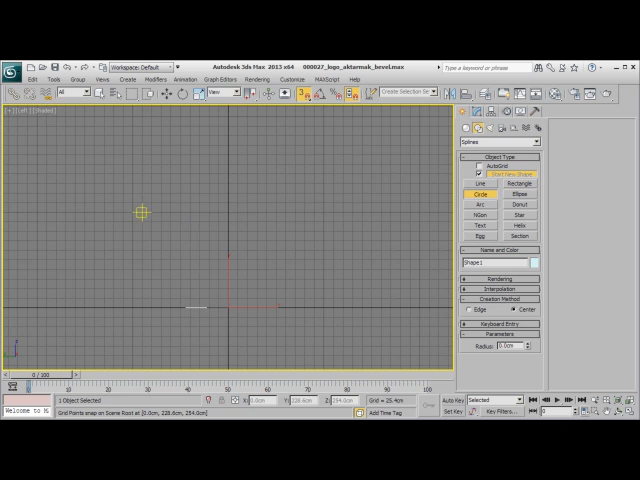 Workspace: Default
Autodesk 3ds Max 2013 x64 000027_logo_aktarmak_bevel.max
Type a keyword or phrase
Edit Tools Group Views Create Modifiers Animation Graph Editors Rendering Customize MAXScript Help
All
View
3
Create Selection Se
[+] [Left] [Shaded]
Splines
Object Type
AutoGrid
Start New Shape
Line Rectangle
Circle Ellipse
Arc Donut
NGon Star
Text Helix
Egg Section
Name and Color
Shape1
Rendering
Interpolation
Creation Method
Edge Center
Keyboard Entry
Parameters
Radius: 0.0cm
0 / 100
0 10 20 30 40 50 60 70 80 90 100
1 Object Selected
X: 0.0cm Y: 228.6cm Z: 254.0cm Grid = 25.4cm
Auto Key Selected
Welcome to M
Grid Points snap on Scene Root at [0.0cm, 228.6cm, 254.0cm]
Add Time Tag
Set Key Key Filters... 0